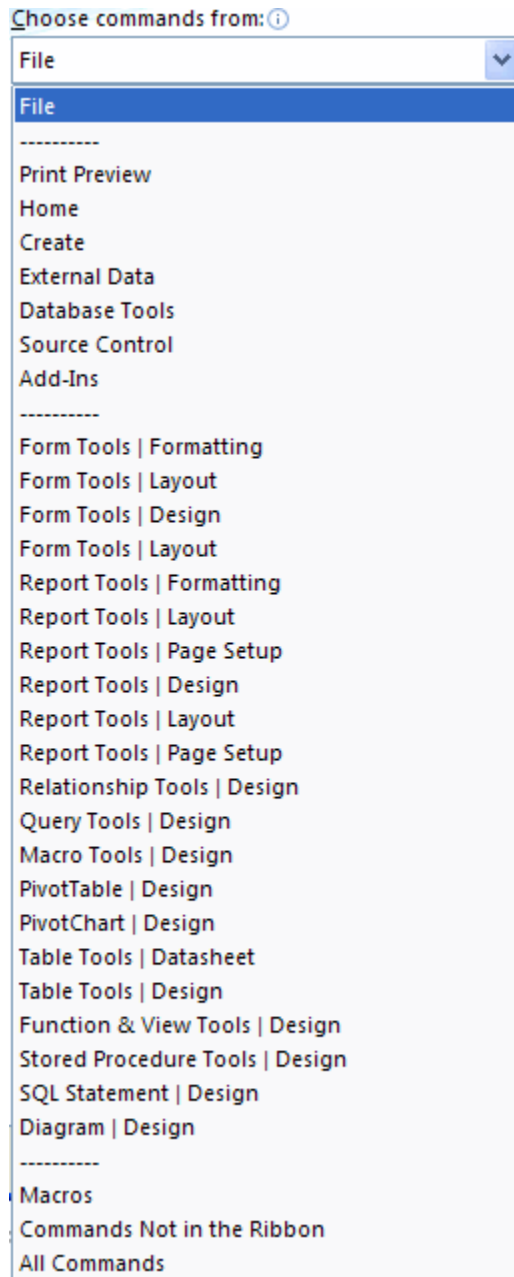 Choose commands from:
File
File
----------
Print Preview
Home
Create
External Data
Database Tools
Source Control
Add-Ins
----------
Form Tools | Formatting
Form Tools | Layout
Form Tools | Design
Form Tools | Layout
Report Tools | Formatting
Report Tools | Layout
Report Tools | Page Setup
Report Tools | Design
Report Tools | Layout
Report Tools | Page Setup
Relationship Tools | Design
Query Tools | Design
Macro Tools | Design
PivotTable | Design
PivotChart | Design
Table Tools | Datasheet
Table Tools | Design
Function & View Tools | Design
Stored Procedure Tools | Design
SQL Statement | Design
Diagram | Design
----------
Macros
Commands Not in the Ribbon
All Commands